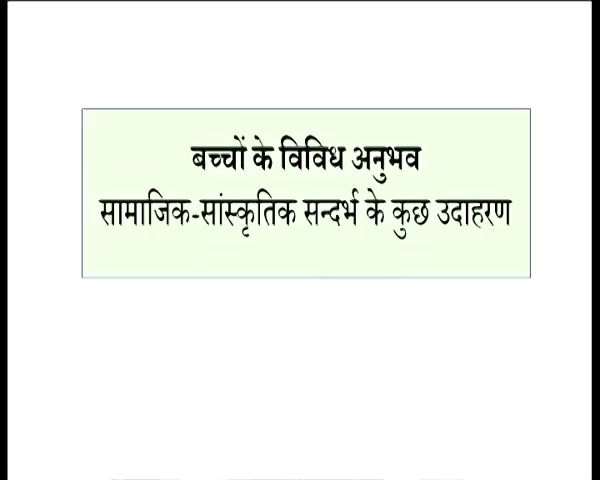 बच्चों के विविध अनुभव
सामाजिक-सांस्कृतिक सन्दर्भ के कुछ उदाहरण